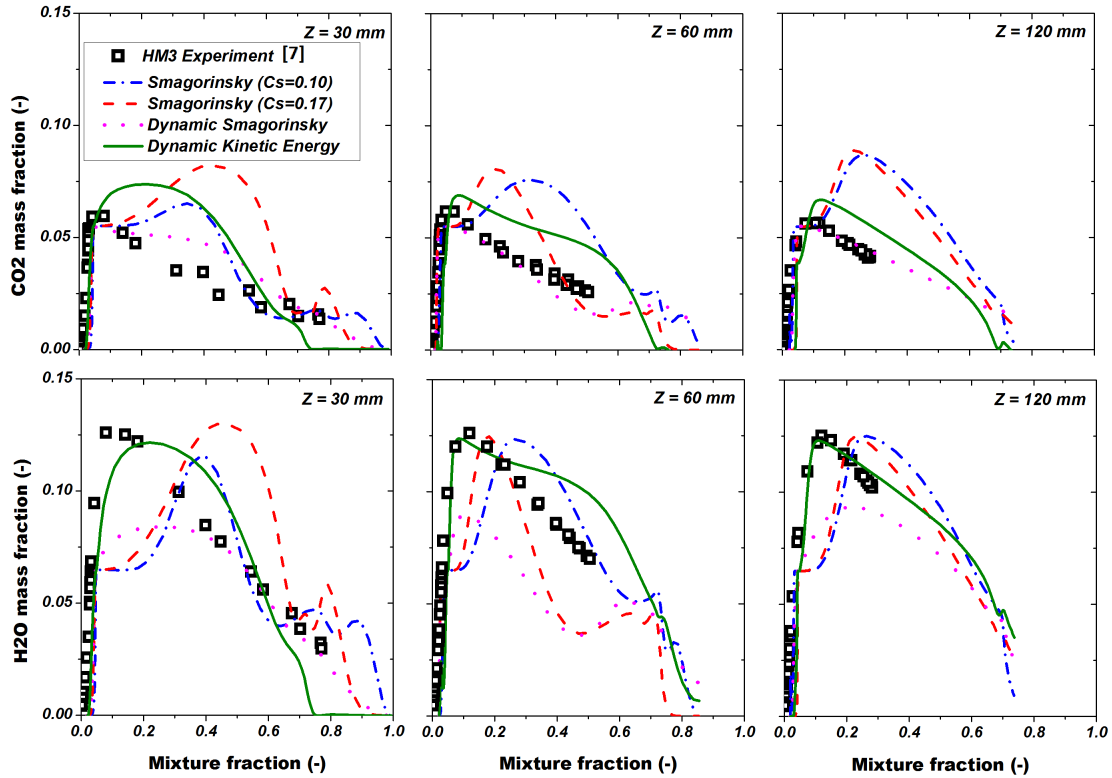 0.15
0.10
0.05
0.00
CO2 mass fraction (-)
Z = 30 mm
HM3 Experiment [7]
Smagorinsky (Cs=0.10)
Smagorinsky (Cs=0.17)
Dynamic Smagorinsky
Dynamic Kinetic Energy
Z = 60 mm
Z = 120 mm
0.15
0.10
0.05
0.00
H2O mass fraction (-)
Z = 30 mm
Z = 60 mm
Z = 120 mm
0.0 0.2 0.4 0.6 0.8 1.0
0.0 0.2 0.4 0.6 0.8 1.0
0.0 0.2 0.4 0.6 0.8 1.0
Mixture fraction (-)
Mixture fraction (-)
Mixture fraction (-)